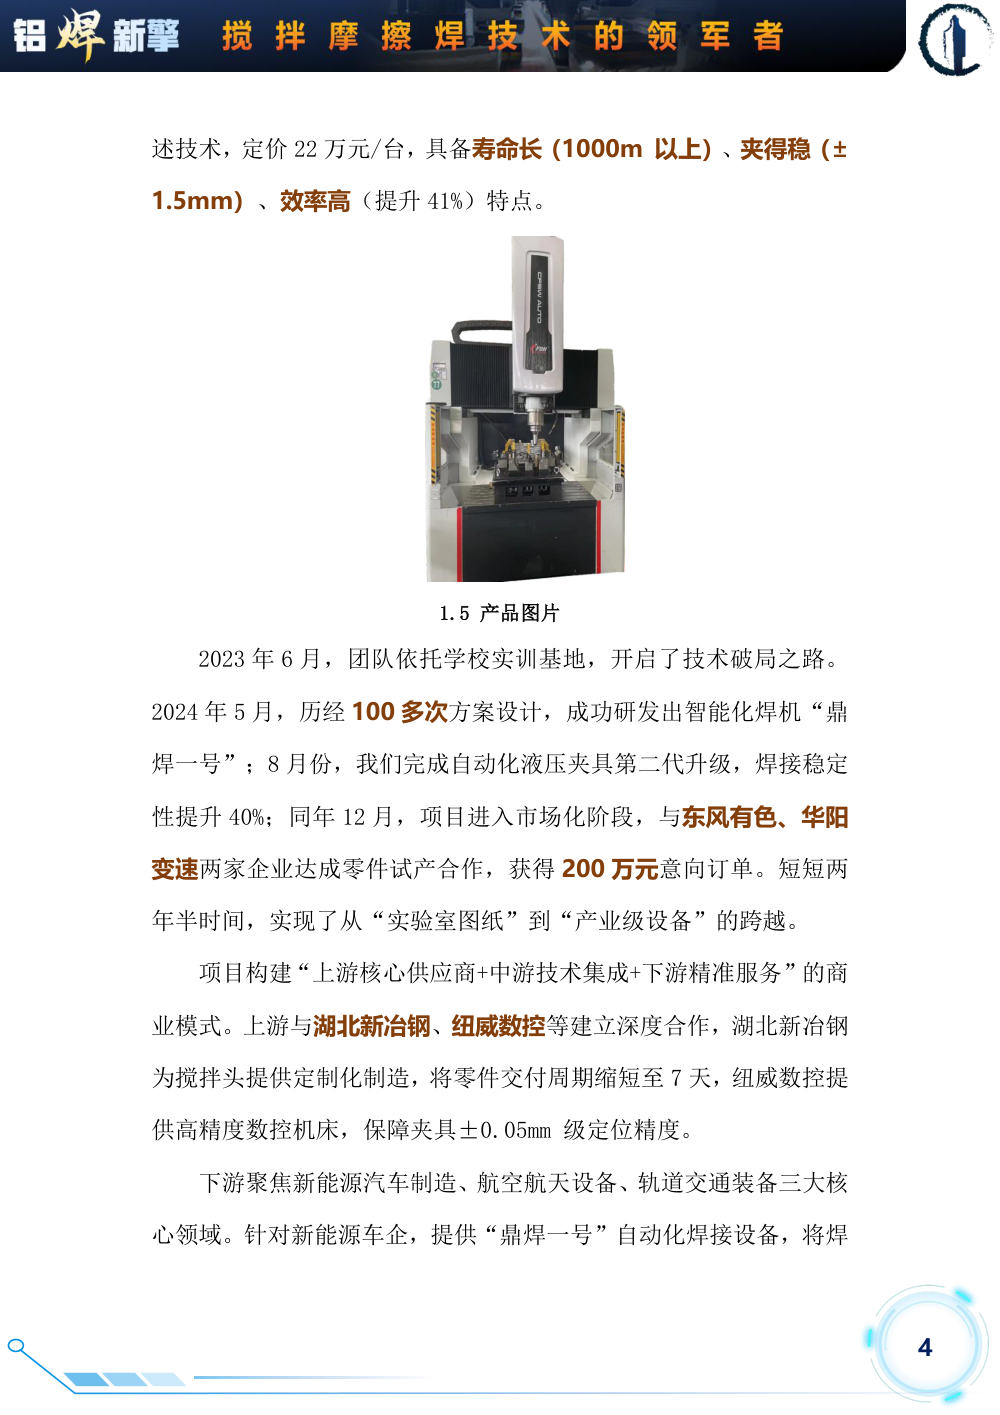 铝焊新擎 搅拌摩擦焊技术的领军者
述技术，定价 22 万元/台，具备寿命长（1000m 以上）、夹得稳（±
1.5mm）、效率高（提升 41%）特点。
CFSW AUTO
1.5 产品图片
2023 年 6 月，团队依托学校实训基地，开启了技术破局之路。
2024 年 5 月，历经 100 多次方案设计，成功研发出智能化焊机“鼎
焊一号”；8 月份，我们完成自动化液压夹具第二代升级，焊接稳定
性提升 40%；同年 12 月，项目进入市场化阶段，与东风有色、华阳
变速两家企业达成零件试产合作，获得 200 万元意向订单。短短两
年半时间，实现了从“实验室图纸”到“产业级设备”的跨越。
项目构建“上游核心供应商+中游技术集成+下游精准服务”的商
业模式。上游与湖北新冶钢、纽威数控等建立深度合作，湖北新冶钢
为搅拌头提供定制化制造，将零件交付周期缩短至 7 天，纽威数控提
供高精度数控机床，保障夹具±0.05mm 级定位精度。
下游聚焦新能源汽车制造、航空航天设备、轨道交通装备三大核
心领域。针对新能源车企，提供“鼎焊一号”自动化焊接设备，将焊
4